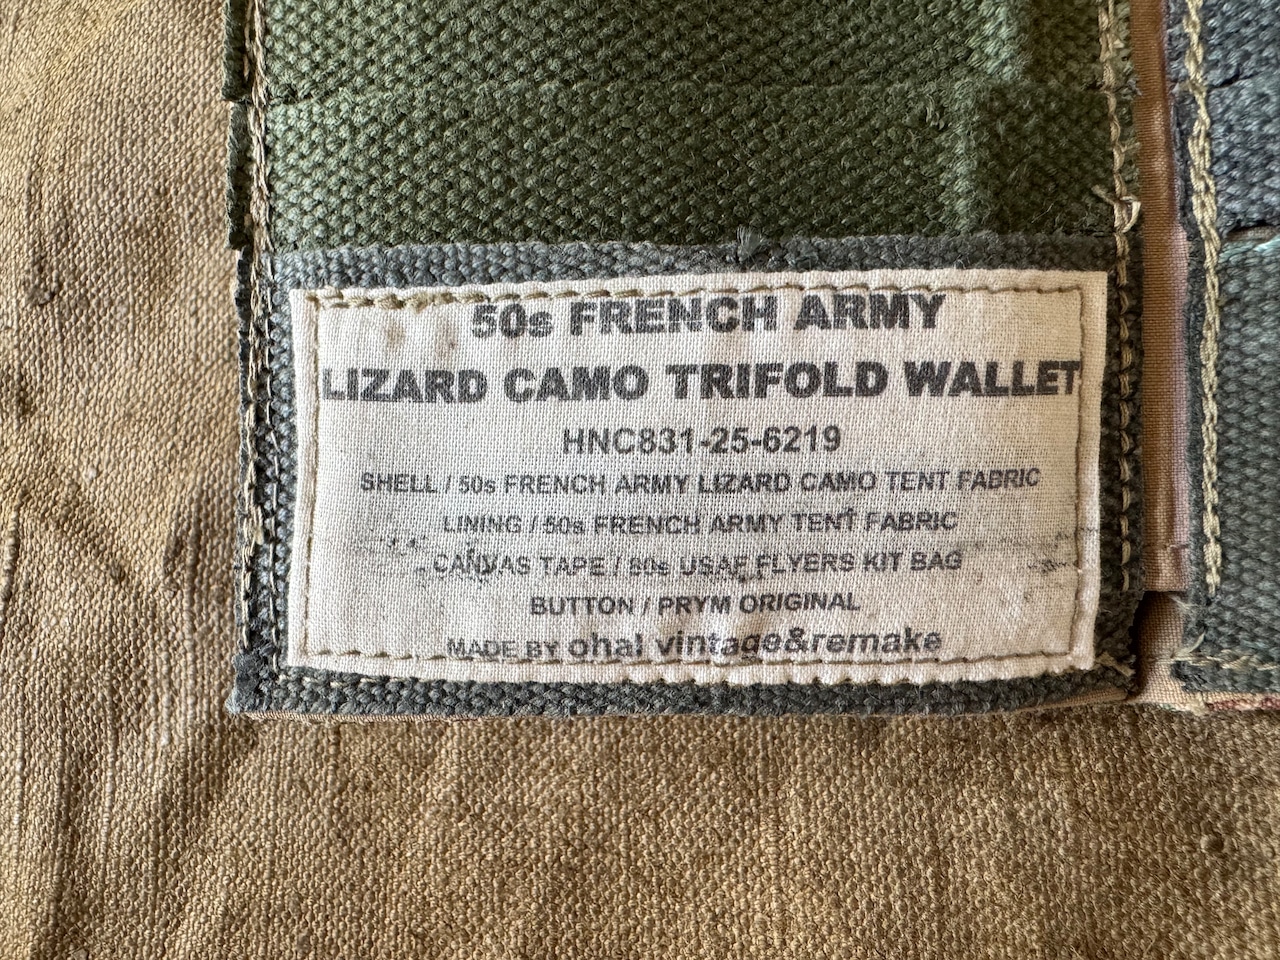 50s FRENCH ARMY
LIZARD CAMO TRIFOLD WALLET
HNC831-25-6219
SHELL / 50s FRENCH ARMY LIZARD CAMO TENT FABRIC
LINING / 50s FRENCH ARMY TENT FABRIC
CANVAS TAPE / 80s USAF FLYERS KIT BAG
BUTTON / PRYM ORIGINAL
MADE BY ohal vintage&remake